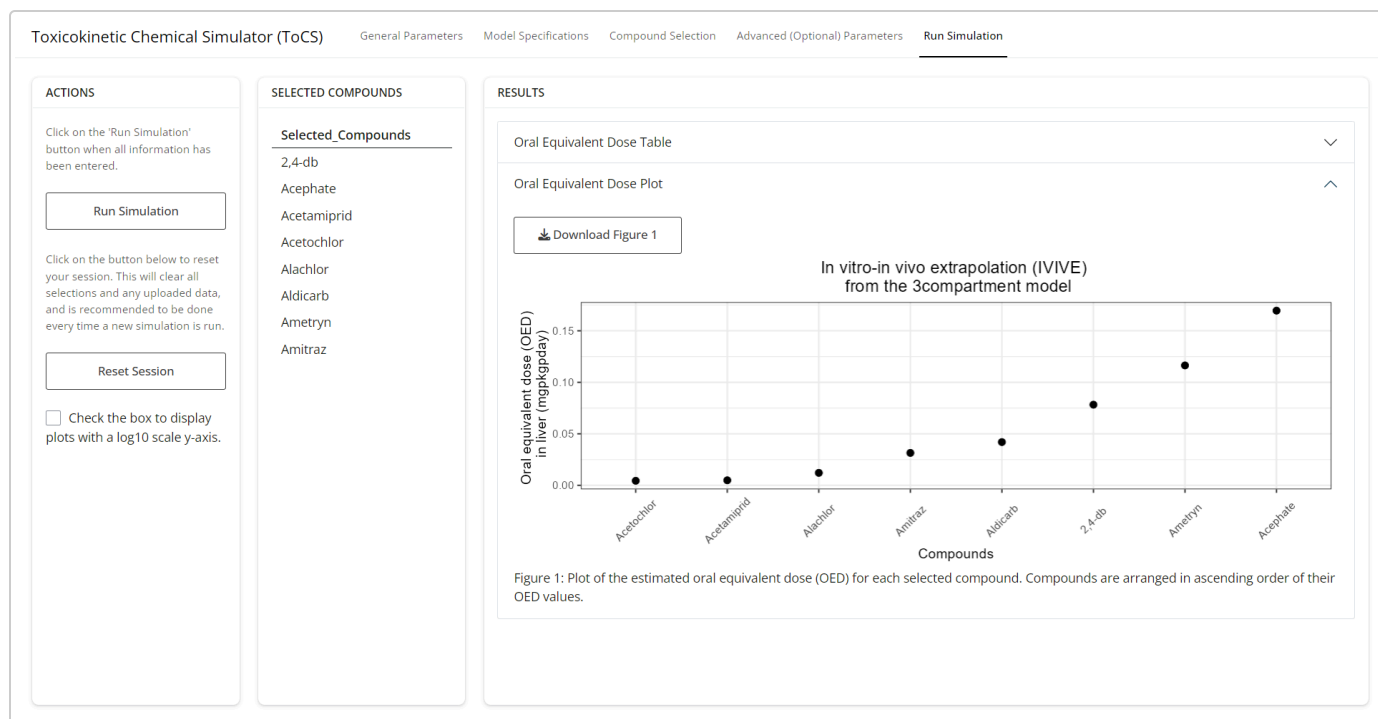 Toxicokinetic Chemical Simulator (ToCS)
General Parameters
Model Specifications
Compound Selection
Advanced (Optional) Parameters
Run Simulation
ACTIONS
Click on the 'Run Simulation'
button when all information has
been entered.
Run Simulation
Click on the button below to reset
your session. This will clear all
selections and any uploaded data,
and is recommended to be done
every time a new simulation is run.
Reset Session
Check the box to display
plots with a log10 scale y-axis.
SELECTED COMPOUNDS
Selected_Compounds
2,4-db
Acephate
Acetamiprid
Acetochlor
Alachlor
Aldicarb
Ametryn
Amitraz
RESULTS
Oral Equivalent Dose Table
Oral Equivalent Dose Plot
Download Figure 1
In vitro-in vivo extrapolation (IVIVE)
from the 3compartment model
Oral equivalent dose (OED)
in liver (mgpkgpday)
0.15
0.10
0.05
0.00
Acetochlor
Acetamiprid
Alachlor
Amitraz
Aldicarb
2,4-db
Ametryn
Acephate
Compounds
Figure 1: Plot of the estimated oral equivalent dose (OED) for each selected compound. Compounds are arranged in ascending order of their
OED values.